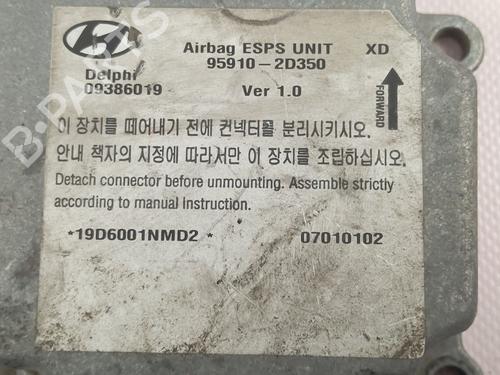 Airbag ESPS UNIT XD
Delphi 95910-2D350
09386019 Ver 1.0
FORWARD
이 장치를 떼어내기 전에 컨넥터를 분리시키시오.
안내 책자의 지정에 따라서만 이 장치를 조립하십시오.
Detach connector before unmounting. Assemble strictly
according to manual Instruction.
*19D6001NMD2* 07010102
B-PARTS